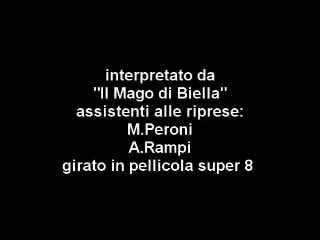 interpretato da
"Il Mago di Biella"
assistenti alle riprese:
M.Peroni
A.Rampi
girato in pellicola super 8